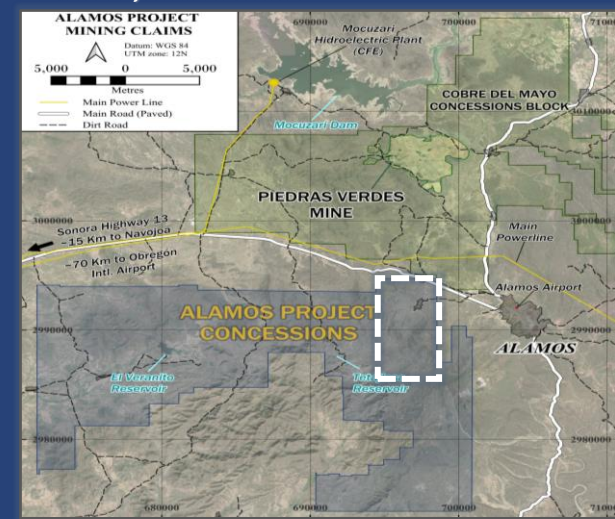 ALAMOS PROJECT
MINING CLAIMS
Datum: WGS 84
UTM zone: 12N
5,000 0 5,000
Metres
Main Power Line
Main Road (Paved)
Dirt Road
690000
700000
Mocuzari
Hidroelectric Plant
(CFE)
Mocuzari Dam
COBRE DEL MAYO
CONCESSIONS BLOCK
3010000
PIEDRAS VERDES
MINE
3000000
3000000
Sonora Highway 13
~15 Km to Navojoa
~70 Km to Obregon
Intl. Airport
Main
Powerline
Alamos Airport
ALAMOS PROJECT
CONCESSIONS
2990000
2990000
ALAMOS
El Veranito
Reservoir
Reservoir
2980000
2980000
680000
690000
700000